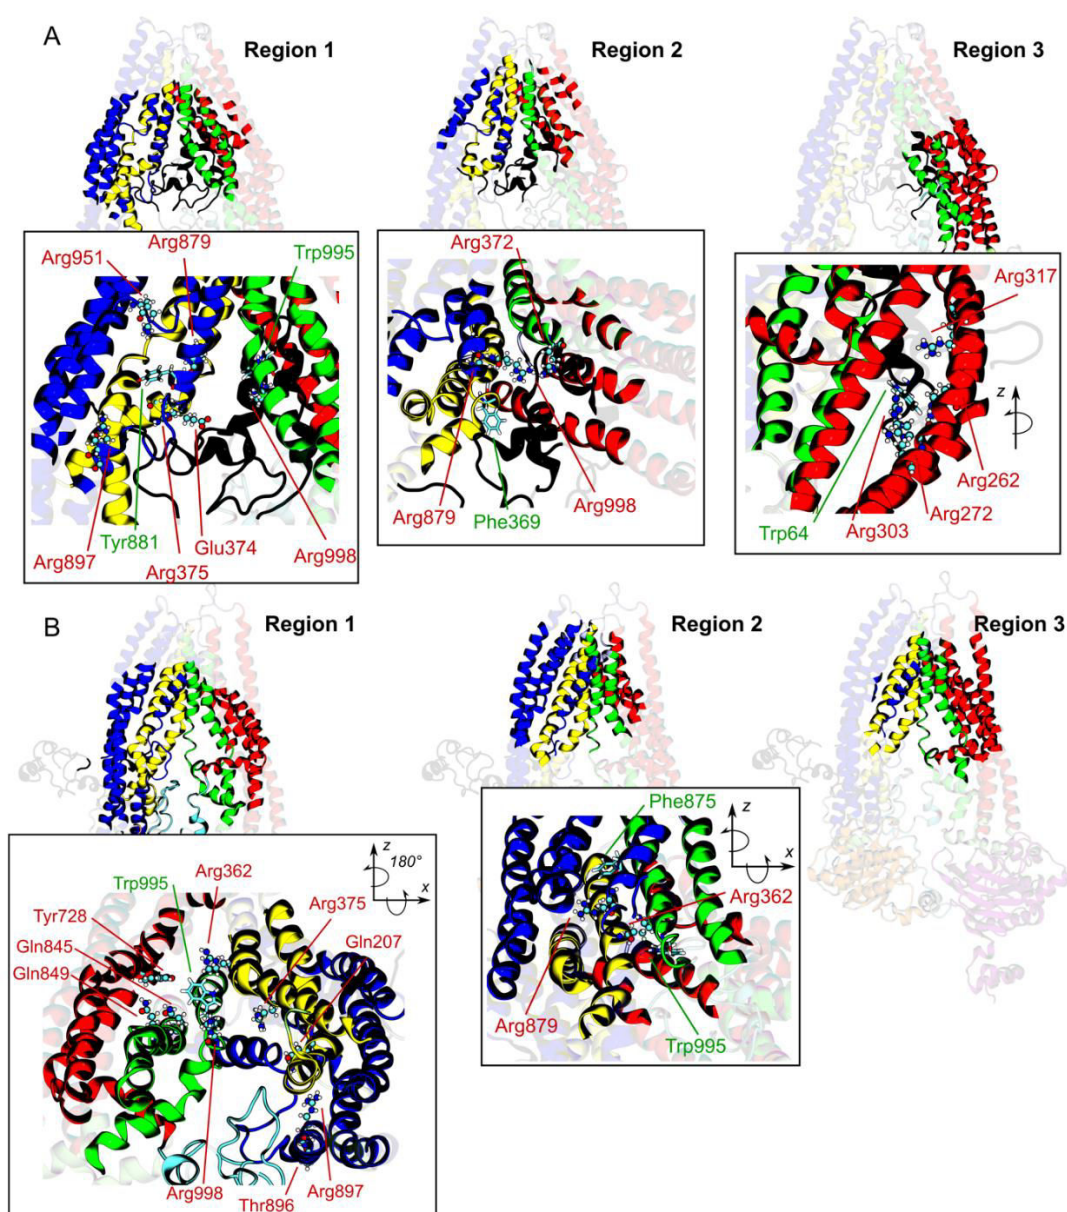 A
Region 1
Region 2
Region 3
Arg951
Arg879
Trp995
Arg897
Tyr881
Arg375
Glu374
Arg998
Arg372
Arg879
Phe369
Arg998
Arg317
z
Trp64
Arg303
Arg272
Arg262
B
Region 1
Region 2
Region 3
z
180°
x
Arg362
Trp995
Tyr728
Gln845
Gln849
Arg375
Gln207
Arg998
Thr896
Arg897
Phe875
z
x
Arg362
Arg879
Trp995